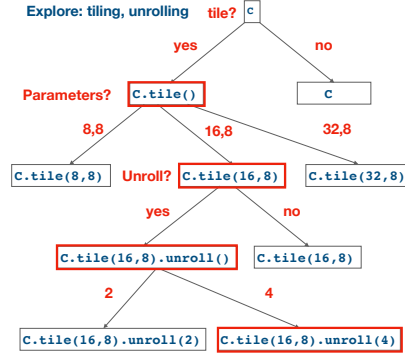 Explore: tiling, unrolling
tile?
C
yes
no
Parameters?
C.tile()
C
8,8
16,8
32,8
C.tile(8,8)
Unroll?
C.tile(16,8)
C.tile(32,8)
yes
no
C.tile(16,8).unroll()
C.tile(16,8)
2
4
C.tile(16,8).unroll(2)
C.tile(16,8).unroll(4)